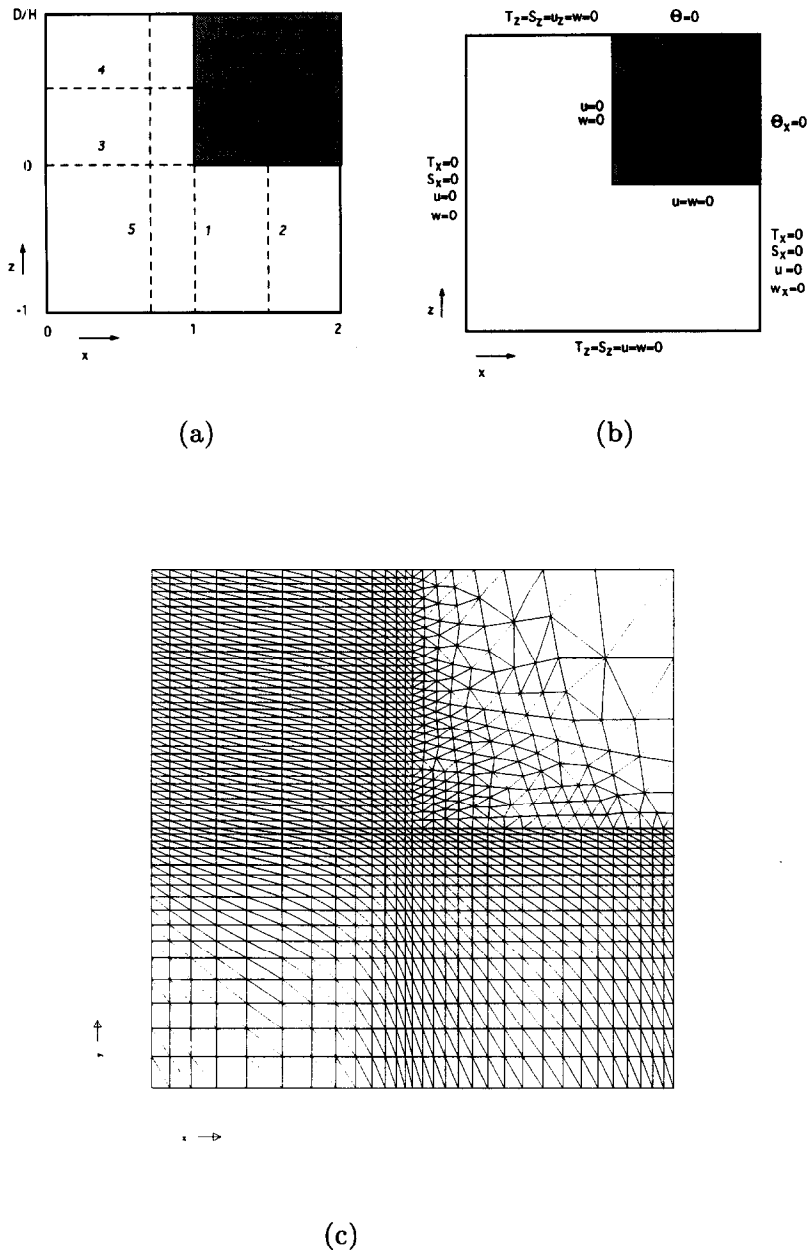 D/H
4
3
0
5
1
2
z
-1
0
1
2
x
(a)
T_z=S_z=u_z=w=0
Θ=0
u=0
w=0
Θ_x=0
T_x=0
S_x=0
u=0
w=0
u=w=0
T_x=0
S_x=0
u=0
w_x=0
z
x
T_z=S_z=u=w=0
(b)
x
(c)